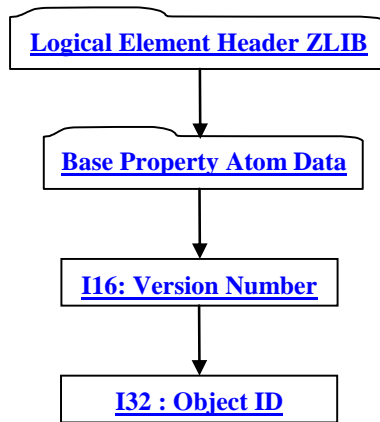 Logical Element Header ZLIB
Base Property Atom Data
I16: Version Number
I32 : Object ID